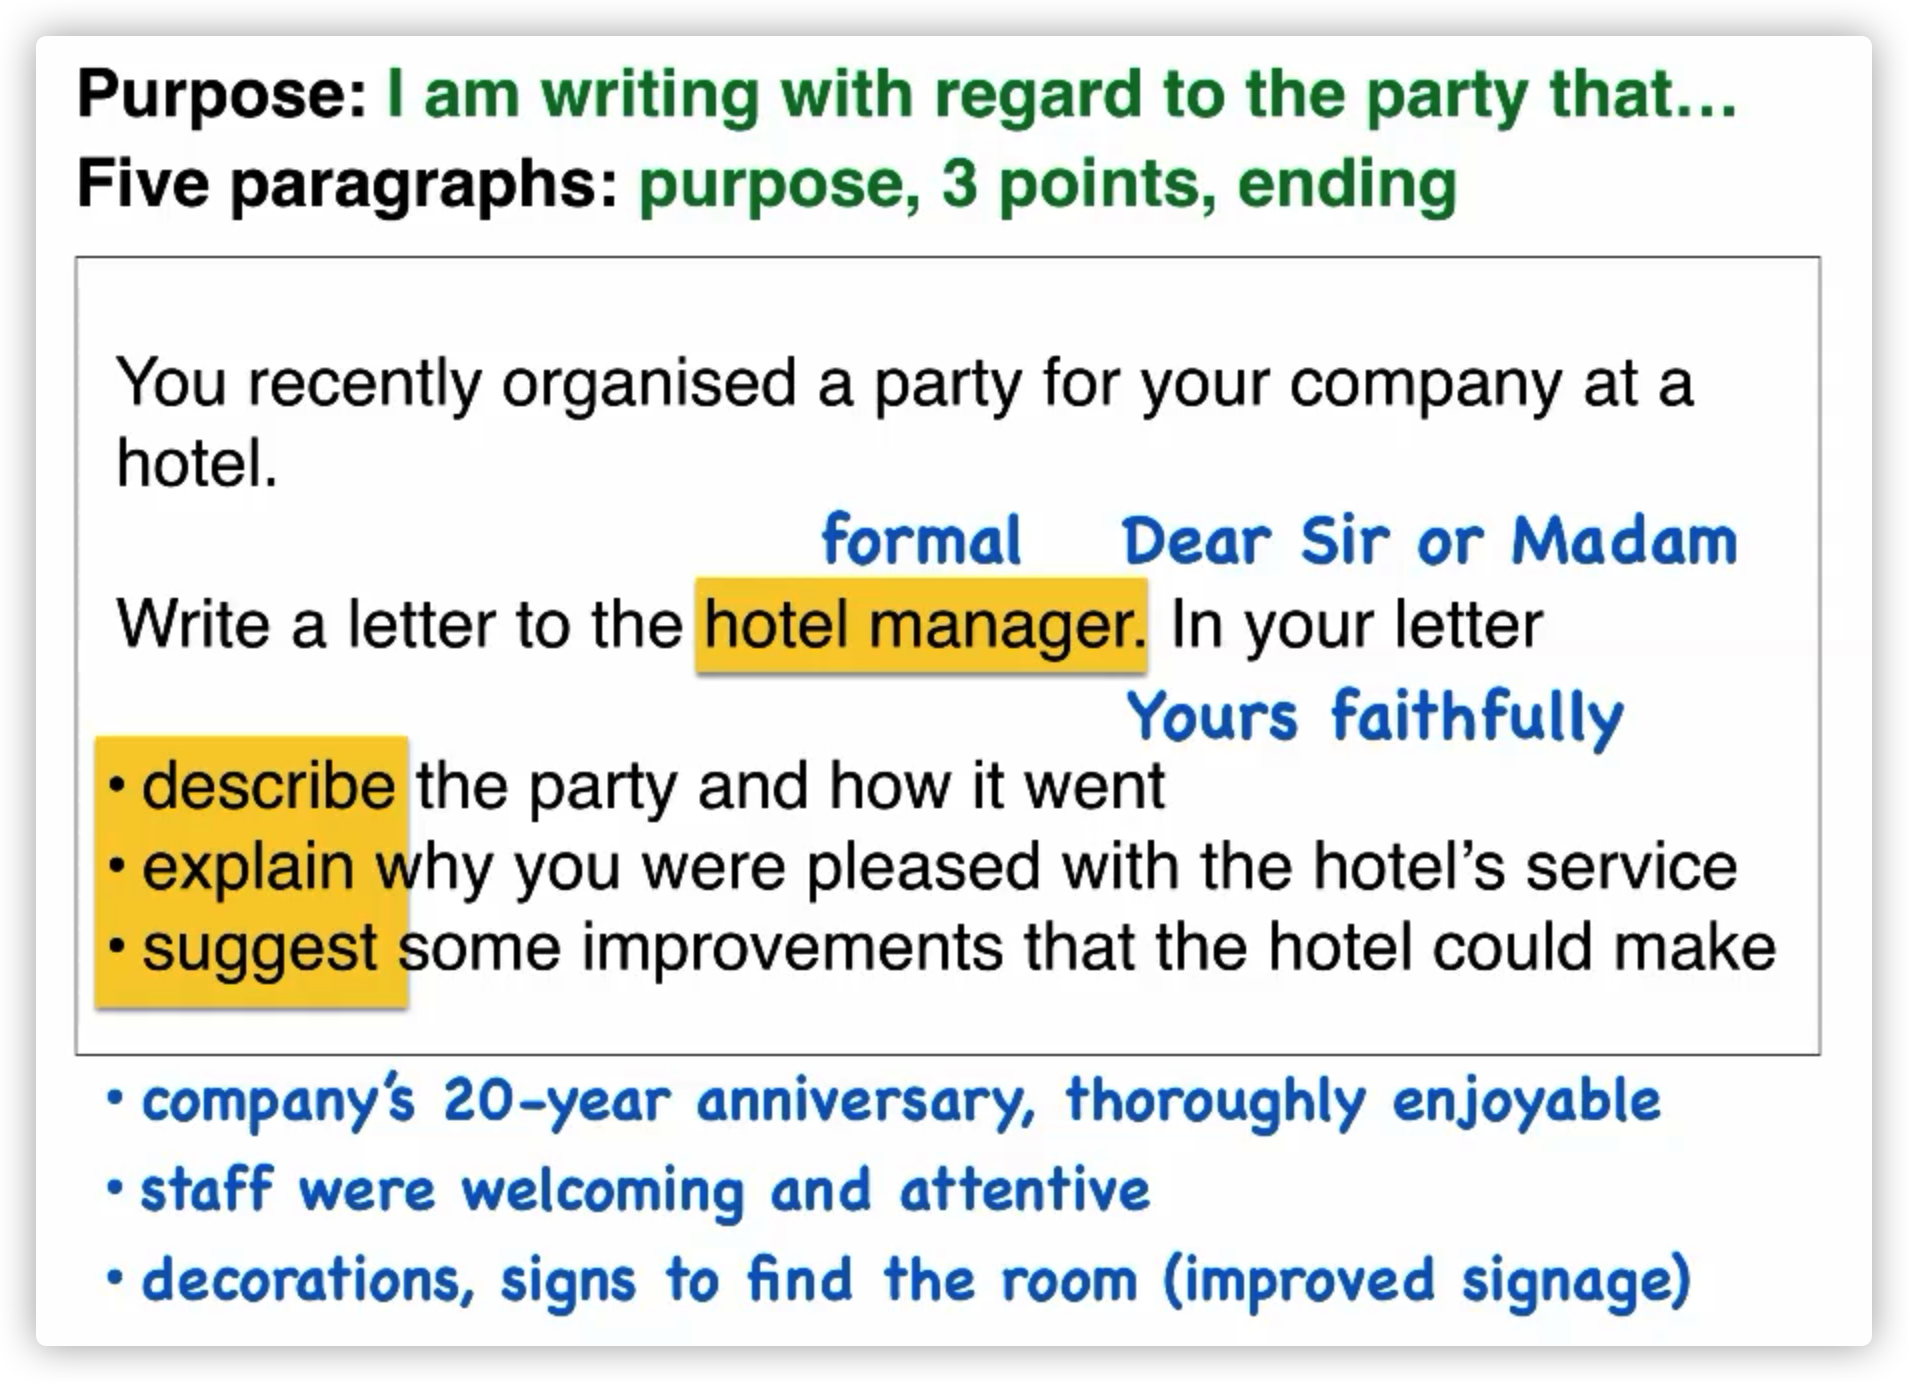 Purpose: I am writing with regard to the party that...
Five paragraphs: purpose, 3 points, ending
You recently organised a party for your company at a
hotel.
formal Dear Sir or Madam
Write a letter to the hotel manager. In your letter
Yours faithfully
• describe the party and how it went
• explain why you were pleased with the hotel’s service
• suggest some improvements that the hotel could make
• company’s 20-year anniversary, thoroughly enjoyable
• staff were welcoming and attentive
• decorations, signs to find the room (improved signage)